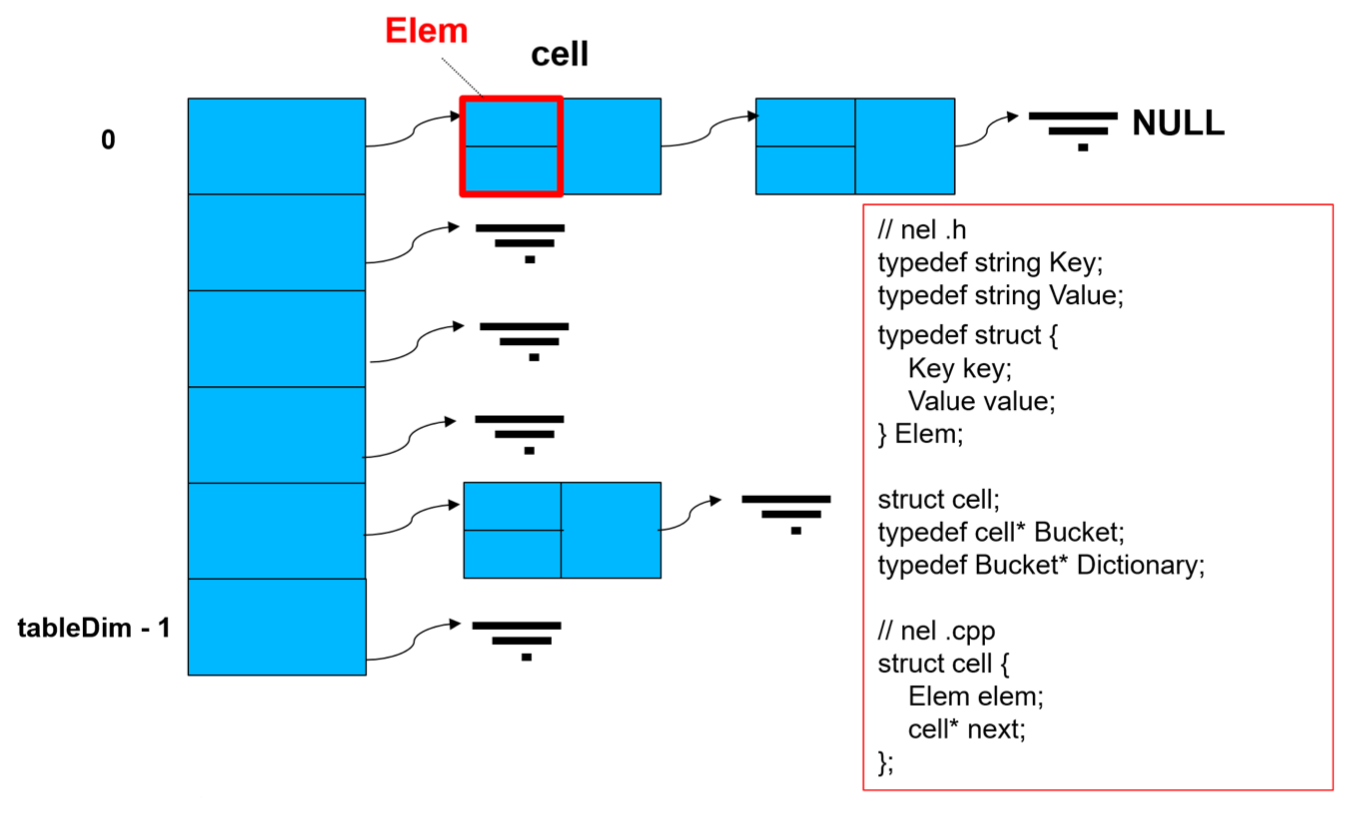 Elem
cell
0
NULL
// nel .h
typedef string Key;
typedef string Value;
typedef struct {
Key key;
Value value;
} Elem;
struct cell;
typedef cell* Bucket;
typedef Bucket* Dictionary;
// nel .cpp
struct cell {
Elem elem;
cell* next;
};
tableDim - 1